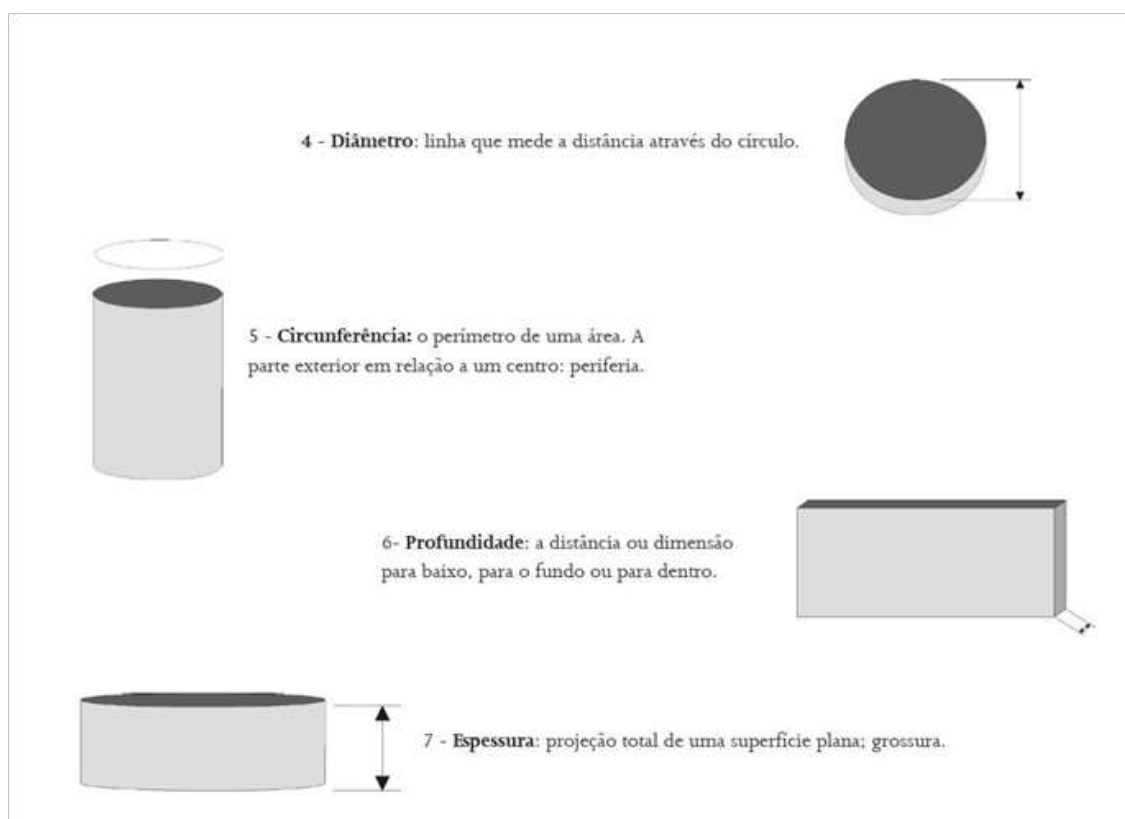 4 - Diâmetro: linha que mede a distância através do círculo.
5 - Circunferência: o perímetro de uma área. A
parte exterior em relação a um centro: periferia.
6- Profundidade: a distância ou dimensão
para baixo, para o fundo ou para dentro.
7 - Espessura: projeção total de uma superfície plana; grossura.